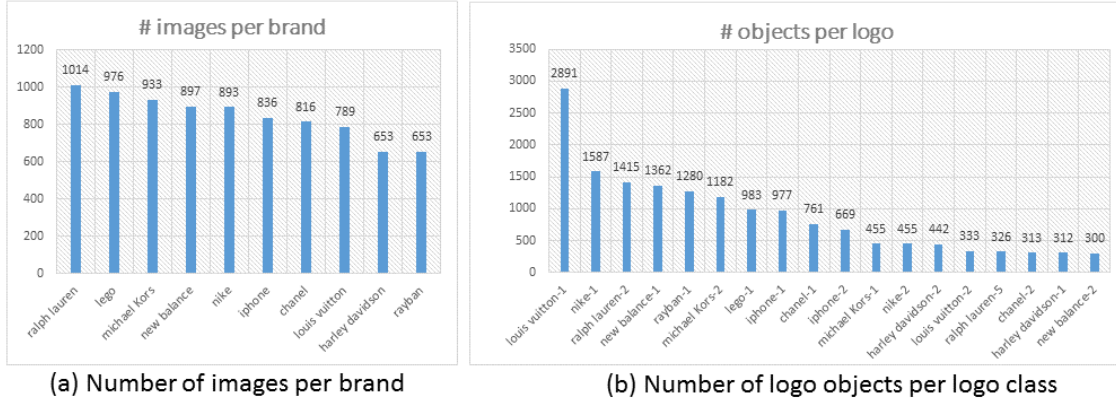 # images per brand
1200
1000
800
600
400
200
0
1014
976
933
897
893
836
816
789
653
653
ralph lauren
lego
michael Kors
new balance
nike
iphone
chanel
louis vuitton
harley davidson
rayban
(a) Number of images per brand
# objects per logo
3500
3000
2500
2000
1500
1000
500
0
2891
1587
1415
1362
1280
1182
983
977
761
669
455
455
442
333
326
313
312
300
louis vuitton-1
nike-1
ralph lauren-2
new balance-1
rayban-1
michael Kors-2
lego-1
iphone-1
chanel-1
iphone-2
michael Kors-1
nike-2
harley davidson-2
louis vuitton-2
ralph lauren-5
chanel-2
harley davidson-1
new balance-2
(b) Number of logo objects per logo class